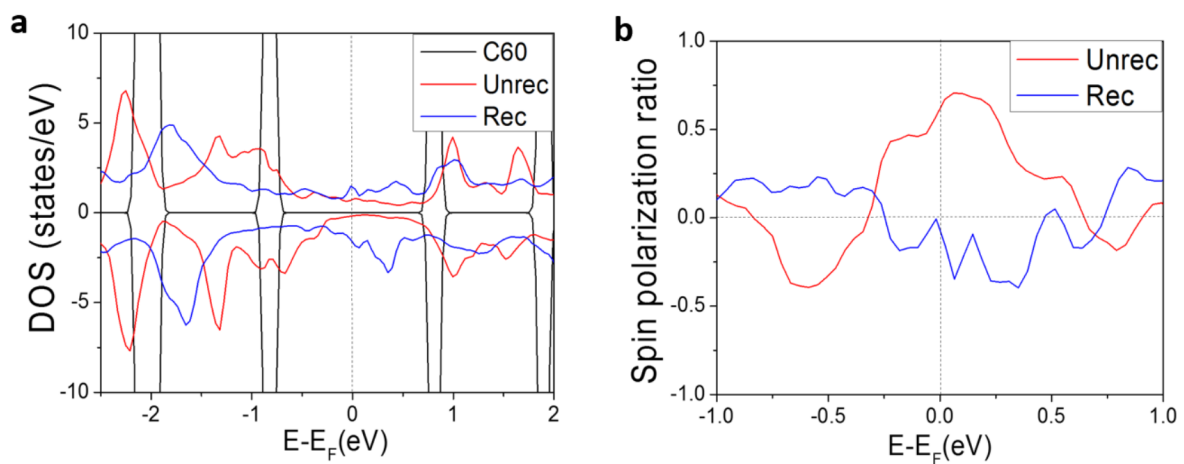 a
10
5
0
-5
-10
DOS (states/eV)
C60
Unrec
Rec
-2
-1
0
1
2
E-EF(eV)
b
1.0
0.5
0.0
-0.5
-1.0
Spin polarization ratio
Unrec
Rec
-1.0
-0.5
0.0
0.5
1.0
E-EF(eV)